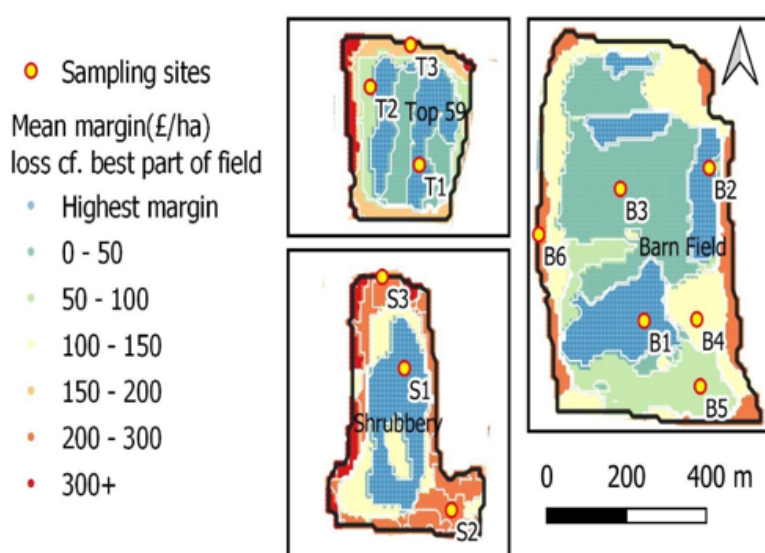 Sampling sites
Mean margin(£/ha)
loss cf. best part of field
Highest margin
0 - 50
50 - 100
100 - 150
150 - 200
200 - 300
300+
T3
T2
Top 59
T1
S3
S1
Shrubbery
S2
B2
B3
B6
Barn Field
B1
B4
B5
0 200 400 m